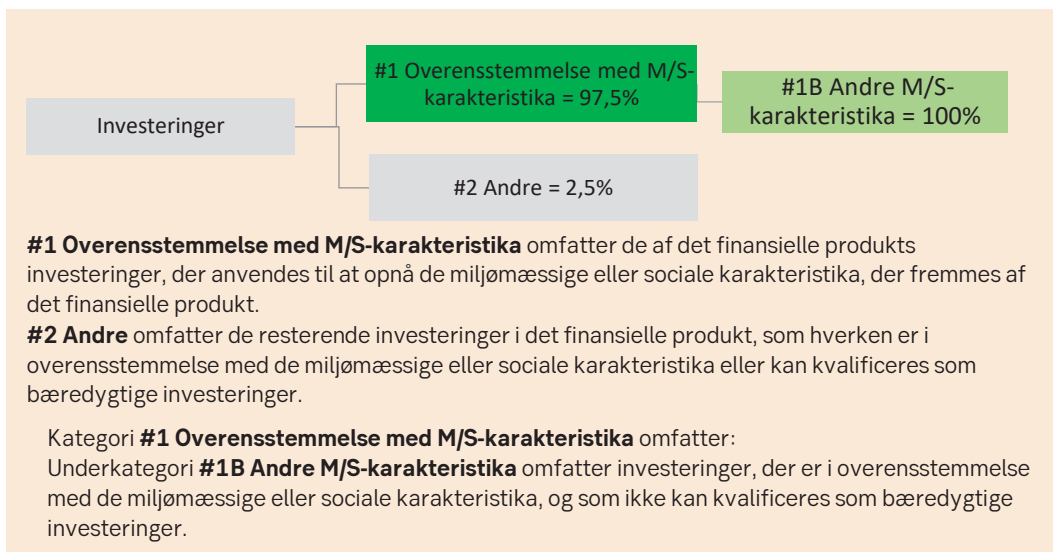 #1 Overensstemmelse med M/S-
karakteristika = 97,5%
#1B Andre M/S-
karakteristika = 100%
Investeringer
#2 Andre = 2,5%
#1 Overensstemmelse med M/S-karakteristika omfatter de af det finansielle produkts
investeringer, der anvendes til at opnå de miljømæssige eller sociale karakteristika, der fremmes af
det finansielle produkt.
#2 Andre omfatter de resterende investeringer i det finansielle produkt, som hverken er i
overensstemmelse med de miljømæssige eller sociale karakteristika eller kan kvalificeres som
bæredygtige investeringer.
Kategori #1 Overensstemmelse med M/S-karakteristika omfatter:
Underkategori #1B Andre M/S-karakteristika omfatter investeringer, der er i overensstemmelse
med de miljømæssige eller sociale karakteristika, og som ikke kan kvalificeres som bæredygtige
investeringer.